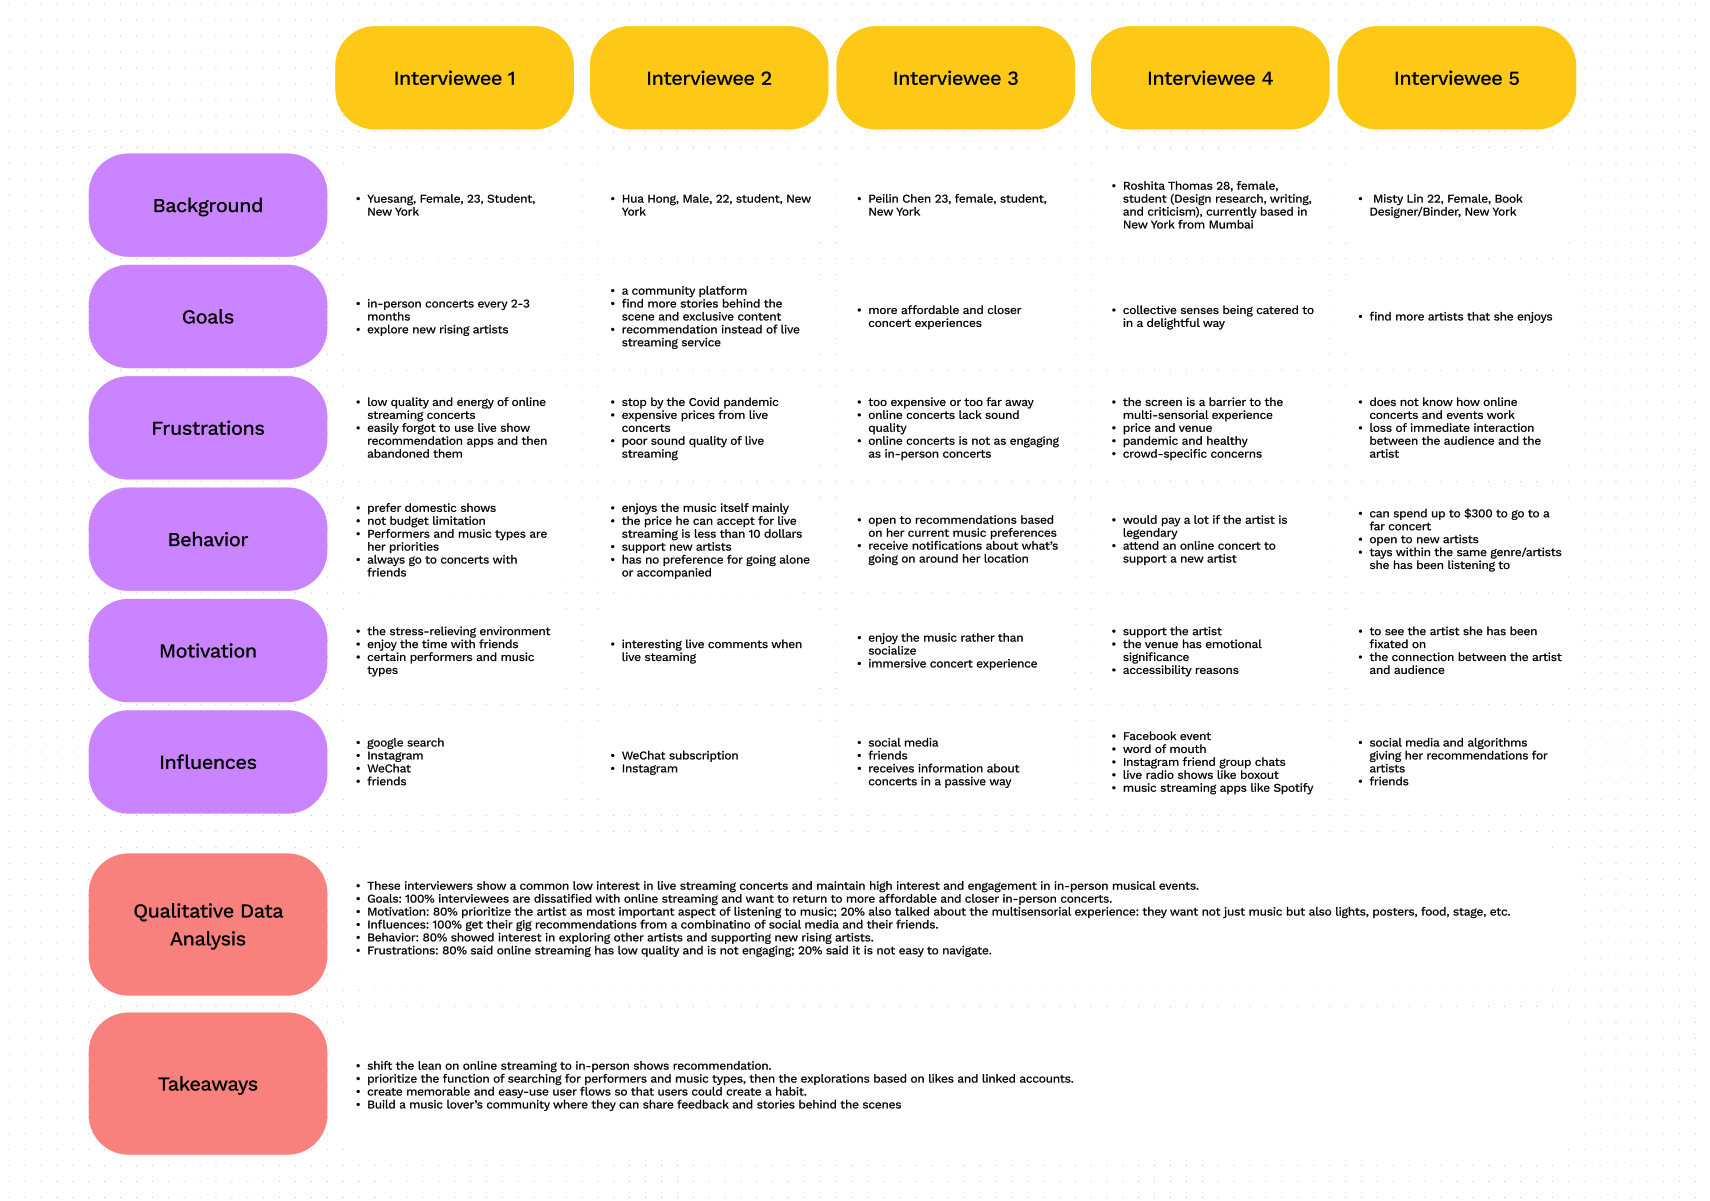 Interviewee 1
Interviewee 2
Interviewee 3
Interviewee 4
Interviewee 5
Background
• Yuesang, Female, 23, Student,
New York
• Hua Hong, Male, 22, student, New
York
• Peilin Chen 23, female, student,
New York
• Roshita Thomas 28, female,
student (Design research, writing,
and criticism), currently based in
New York from Mumbai
• Misty Lin 22, Female, Book
Designer/Binder, New York
Goals
• in-person concerts every 2-3
months
• explore new rising artists
• a community platform
• find more stories behind the
scene and exclusive content
• recommendation instead of live
streaming service
• more affordable and closer
concert experiences
• collective senses being catered to
in a delightful way
• find more artists that she enjoys
Frustrations
• low quality and energy of online
streaming concerts
• easily forgot to use live show
recommendation apps and then
abandoned them
• stop by the Covid pandemic
• expensive prices from live
concerts
• poor sound quality of live
streaming
• too expensive or too far away
• online concerts lack sound
quality
• online concerts is not as engaging
as in-person concerts
• the screen is a barrier to the
multi-sensorial experience
• price and venue
• pandemic and healthy
• crowd-specific concerns
• does not know how online
concerts and events work
• loss of immediate interaction
between the audience and the
artist
Behavior
• prefer domestic shows
• not budget limitation
• Performers and music types are
her priorities
• always go to concerts with
friends
• enjoys the music itself mainly
• the price he can accept for live
streaming is less than 10 dollars
• support new artists
• has no preference for going alone
or accompanied
• open to recommendations based
on her current music preferences
• receive notifications about what's
going on around her location
• would pay a lot if the artist is
legendary
• attend an online concert to
support a new artist
• can spend up to $300 to go to a
far concert
• open to new artists
• tays within the same genre/artists
she has been listening to
Motivation
• the stress-relieving environment
• enjoy the time with friends
• certain performers and music
types
• interesting live comments when
live steaming
• enjoy the music rather than
socialize
• immersive concert experience
• support the artist
• the venue has emotional
significance
• accessibility reasons
• to see the artist she has been
fixated on
• the connection between the artist
and audience
Influences
• google search
• Instagram
• WeChat
• friends
• WeChat subscription
• Instagram
• social media
• friends
• receives information about
concerts in a passive way
• Facebook event
• word of mouth
• Instagram friend group chats
• live radio shows like boxout
• music streaming apps like Spotify
• social media and algorithms
giving her recommendations for
artists
• friends
Qualitative Data
Analysis
• These interviewers show a common low interest in live streaming concerts and maintain high interest and engagement in in-person musical events.
• Goals: 100% interviewees are dissatified with online streaming and want to return to more affordable and closer in-person concerts.
• Motivation: 80% prioritize the artist as most important aspect of listening to music; 20% also talked about the multisensorial experience: they want not just music but also lights, posters, food, stage, etc.
• Influences: 100% get their gig recommendations from a combinatino of social media and their friends.
• Behavior: 80% showed interest in exploring other artists and supporting new rising artists.
• Frustrations: 80% said online streaming has low quality and is not engaging; 20% said it is not easy to navigate.
Takeaways
• shift the lean on online streaming to in-person shows recommendation.
• prioritize the function of searching for performers and music types, then the explorations based on likes and linked accounts.
• create memorable and easy-use user flows so that users could create a habit.
• Build a music lover's community where they can share feedback and stories behind the scenes